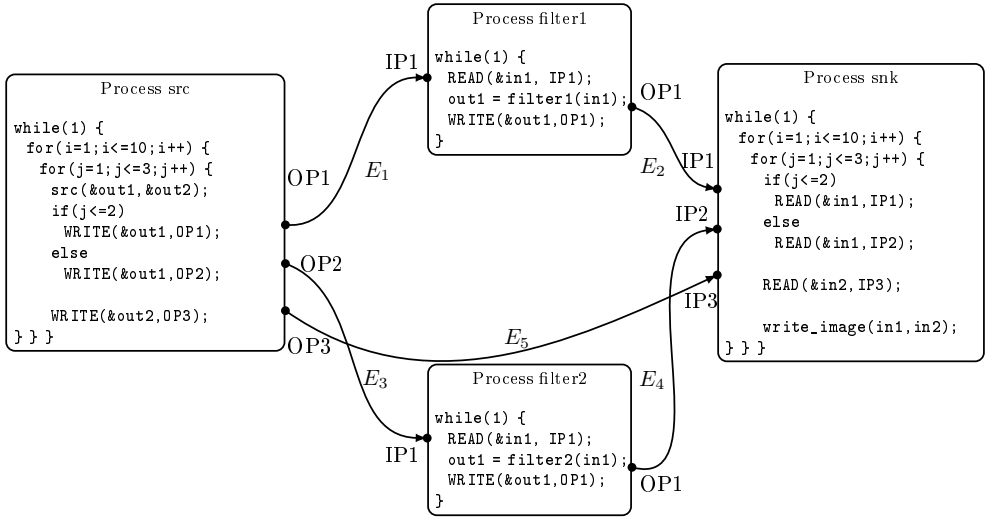 Process src
while(1) {
for(i=1;i<=10;i++) {
for(j=1;j<=3;j++) {
src(&out1,&out2);
if(j<=2)
WRITE(&out1,OP1);
else
WRITE(&out1,OP2);
WRITE(&out2,OP3);
} } }
OP1
OP2
OP3
E1
E3
E5
IP1
Process filter1
while(1) {
READ(&in1, IP1);
out1 = filter1(in1);
WRITE(&out1,OP1);
}
OP1
E2
IP1
Process filter2
while(1) {
READ(&in1, IP1);
out1 = filter2(in1);
WRITE(&out1,OP1);
}
OP1
E4
IP1
IP2
IP3
Process snk
while(1) {
for(i=1;i<=10;i++) {
for(j=1;j<=3;j++) {
if(j<=2)
READ(&in1,IP1);
else
READ(&in1,IP2);
READ(&in2,IP3);
write_image(in1,in2);
} } }